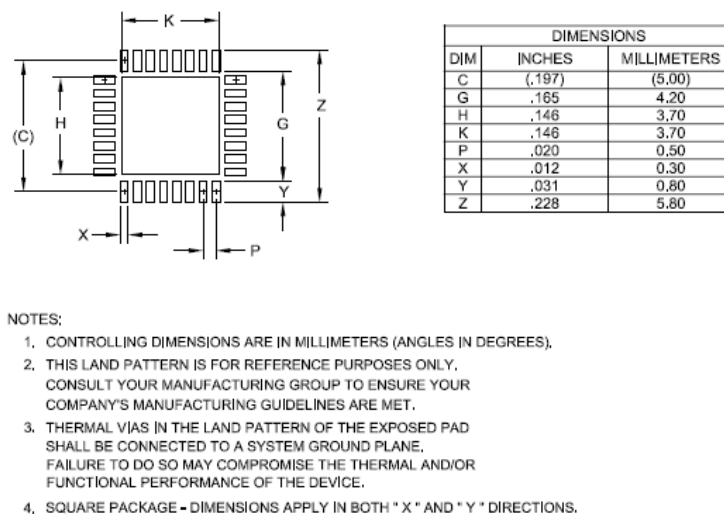 K
(C)
H
G
Z
Y
X
P
DIMENSIONS
DIM INCHES MILLIMETERS
C (.197) (5.00)
G .165 4.20
H .146 3.70
K .146 3.70
P .020 0.50
X .012 0.30
Y .031 0.80
Z .228 5.80
NOTES:
1. CONTROLLING DIMENSIONS ARE IN MILLIMETERS (ANGLES IN DEGREES).
2. THIS LAND PATTERN IS FOR REFERENCE PURPOSES ONLY.
CONSULT YOUR MANUFACTURING GROUP TO ENSURE YOUR
COMPANY'S MANUFACTURING GUIDELINES ARE MET.
3. THERMAL VIAS IN THE LAND PATTERN OF THE EXPOSED PAD
SHALL BE CONNECTED TO A SYSTEM GROUND PLANE.
FAILURE TO DO SO MAY COMPROMISE THE THERMAL AND/OR
FUNCTIONAL PERFORMANCE OF THE DEVICE.
4. SQUARE PACKAGE - DIMENSIONS APPLY IN BOTH " X " AND " Y " DIRECTIONS.